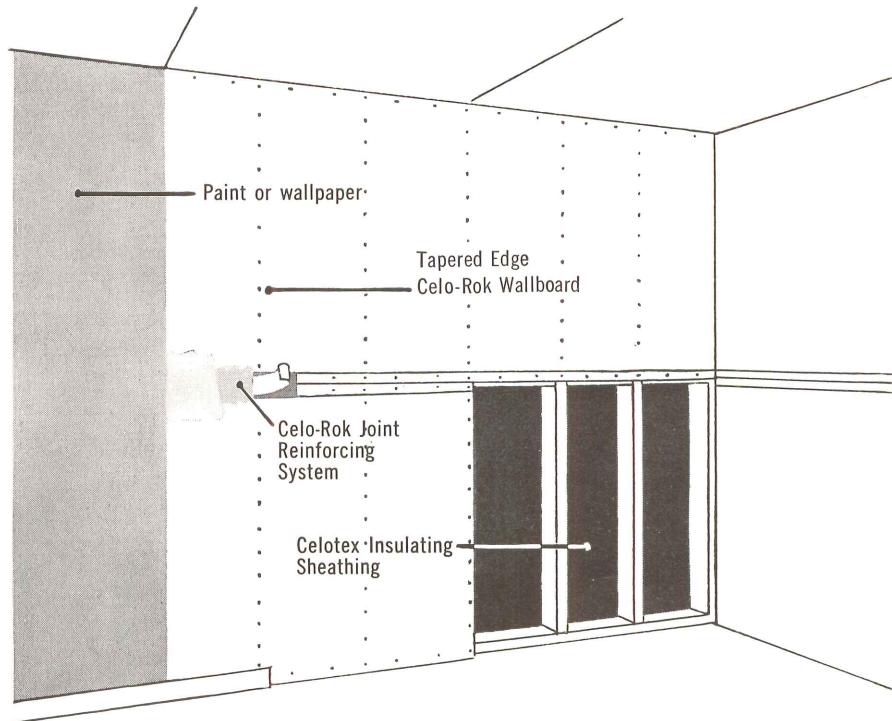 Paint or wallpaper
Tapered Edge
Celo-Rok Wallboard
Celo-Rok Joint
Reinforcing
System
Celotex Insulating
Sheathing